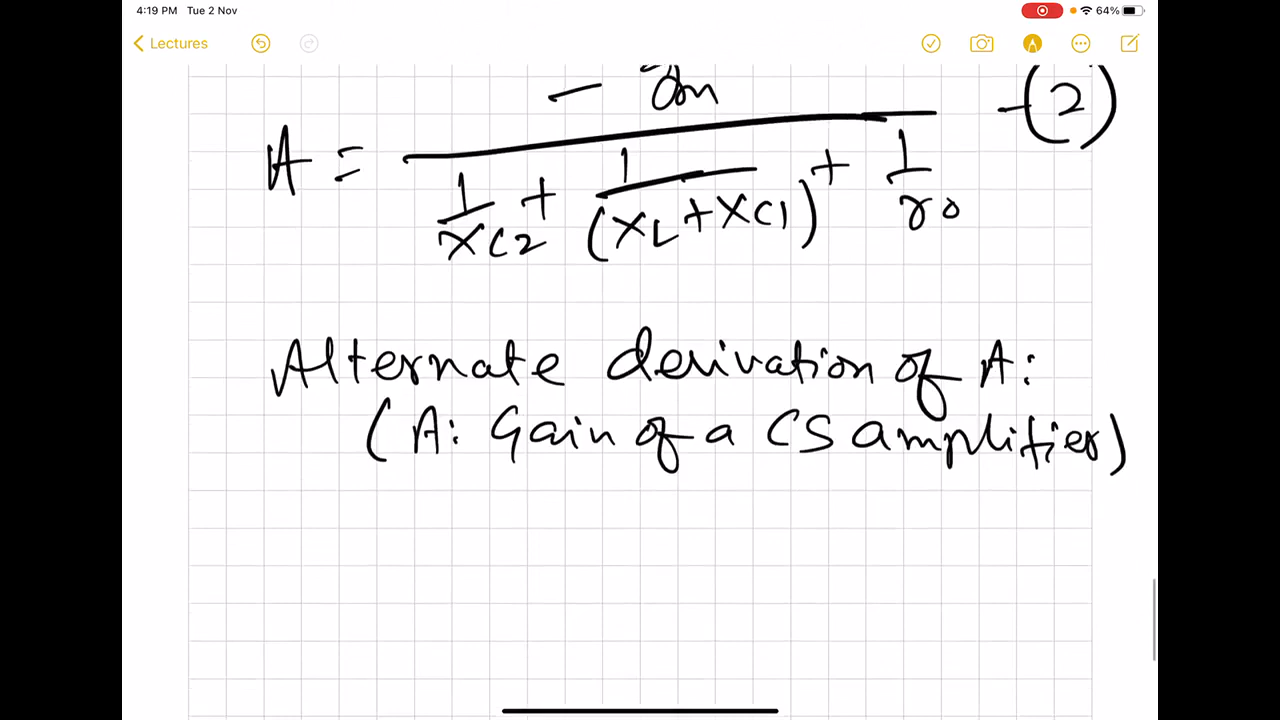 4:19 PM Tue 2 Nov 64%
Lectures
- gm
A = -(2)
1 + 1 + 1
XC2 (XL+XC1) ro
Alternate derivation of A:
(A: Gain of a CS amplifier)